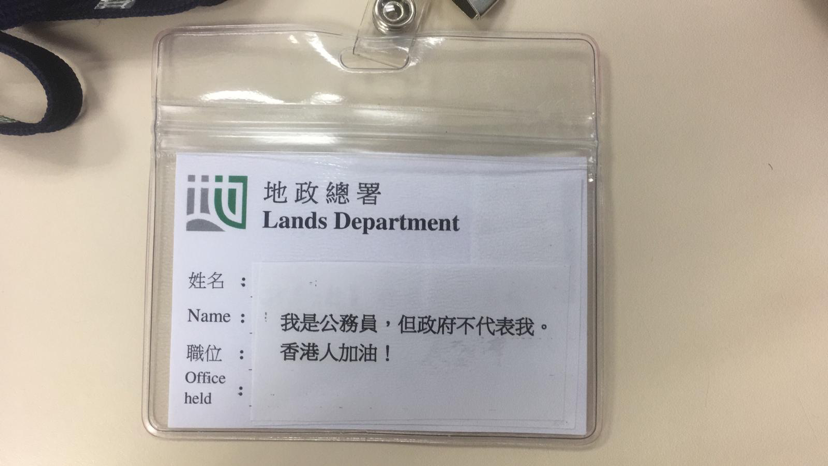 地政總署
Lands Department
姓名 :
Name :
我是公務員，但政府不代表我。
職位 :
香港人加油！
Office
held :